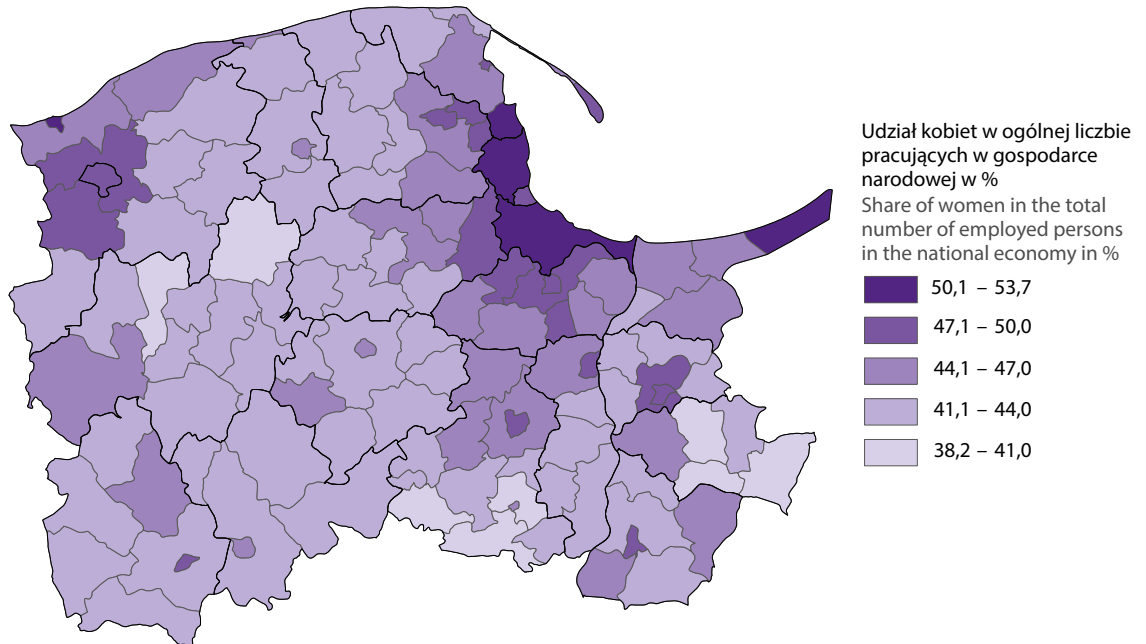 Udział kobiet w ogólnej liczbie
pracujących w gospodarce
narodowej w %
Share of women in the total
number of employed persons
in the national economy in %
50,1 – 53,7
47,1 – 50,0
44,1 – 47,0
41,1 – 44,0
38,2 – 41,0